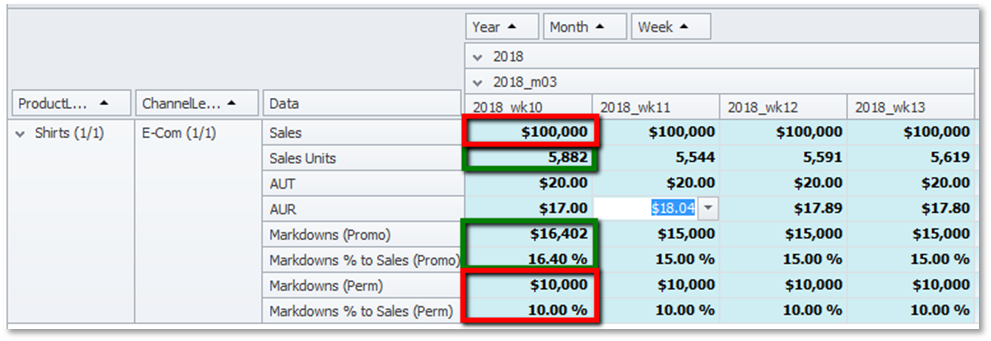 Year Month Week
2018
2018_m03
ProductL... ChannelLe... Data 2018_wk10 2018_wk11 2018_wk12 2018_wk13
Shirts (1/1) E-Com (1/1) Sales $100,000 $100,000 $100,000 $100,000
Sales Units 5,882 5,544 5,591 5,619
AUT $20.00 $20.00 $20.00 $20.00
AUR $17.00 $18.04 $17.89 $17.80
Markdowns (Promo) $16,402 $15,000 $15,000 $15,000
Markdowns % to Sales (Promo) 16.40 % 15.00 % 15.00 % 15.00 %
Markdowns (Perm) $10,000 $10,000 $10,000 $10,000
Markdowns % to Sales (Perm) 10.00 % 10.00 % 10.00 % 10.00 %